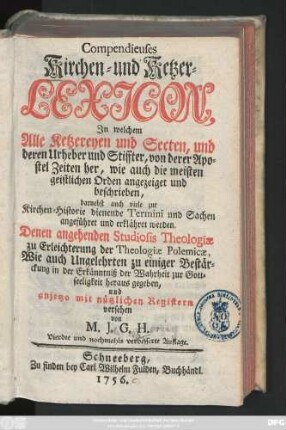 Compendieuses
Kirchen- und Ketzer-
LEXICON,
In welchem
Alle Ketzereyen und Secten, und
deren Urheber und Stiffter, von derer Apo-
stel Zeiten her, wie auch die meisten
geistlichen Orden angezeiget und
beschrieben,
darnebst auch viele zur
Kirchen-Historie dienende Termini und Sachen
angeführet und erklähret werden.
Denen angehenden Studiosis Theologiæ
zu Erleichterung der Theologiæ Polemicæ,
Wie auch Ungelehrten zu einiger Bestär-
ckung in der Erkänntniß der Wahrheit zur Gott-
seeligkeit heraus gegeben,
und
anjetzo mit nützlichen Registern
versehen
von
M. J. G. H.
Vierdte und nochmahls verbesserte Auflage.
Schneeberg,
Zu finden bey Carl Wilhelm Fulden, Buchhändl.
1756.